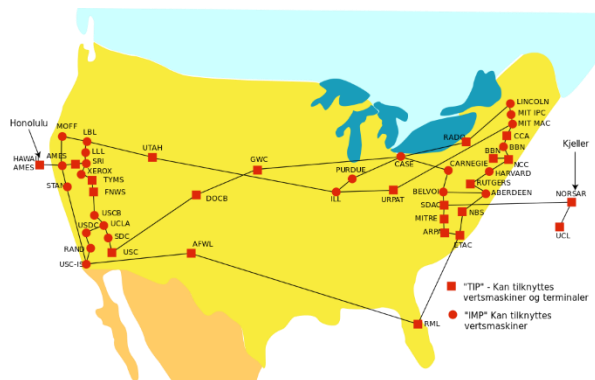 LINCOLN
MIT IPC
MIT MAC
CCA
BBN
BBN
NCC
HARVARD
RADC
Honolulu
MOFF
LBL
LLL
SRI
XEROX
TYMS
FNWS
HAWAII
AMES
AMES
STAN
UTAH
GWC
PURDUE
CASE
CARNEGIE
Kjeller
NORSAR
UCL
RUTGERS
ABERDEEN
BELVOI
SDAC
NBS
MITRE
ARPA
ETAC
ILL
URPAT
DOCB
USCB
USDC
UCLA
SDC
USC
RAND
USC-IS
AFWL
RML
"TIP" - Kan tilknyttes
vertsmaskiner og terminaler
"IMP" Kan tilknyttes
vertsmaskiner